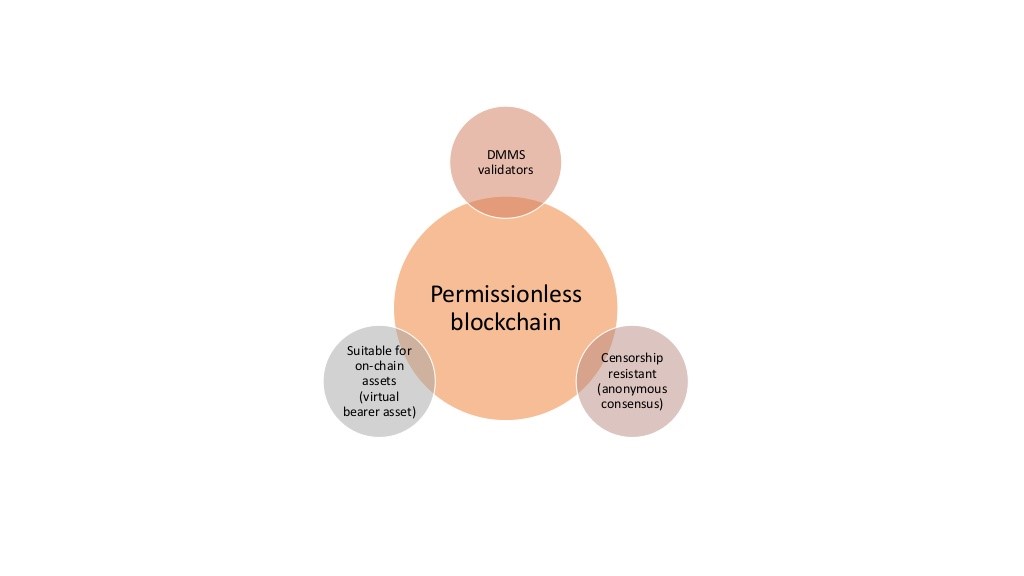 DMMS
validators
Permissionless
blockchain
Suitable for
on-chain
assets
(virtual
bearer asset)
Censorship
resistant
(anonymous
consensus)